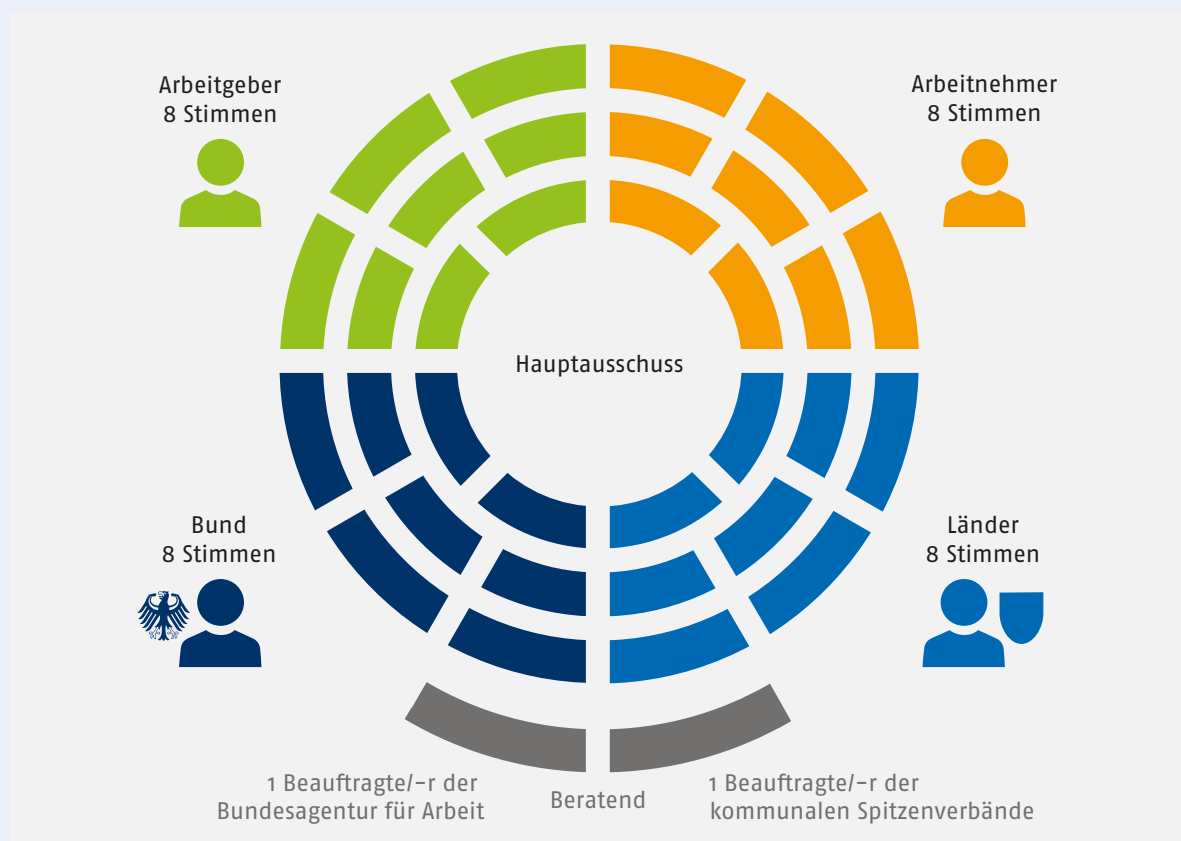 Arbeitgeber
8 Stimmen
Arbeitnehmer
8 Stimmen
Hauptausschuss
Bund
8 Stimmen
Länder
8 Stimmen
1 Beauftragte/-r der
Bundesagentur für Arbeit
Beratend
1 Beauftragte/-r der
kommunalen Spitzenverbände